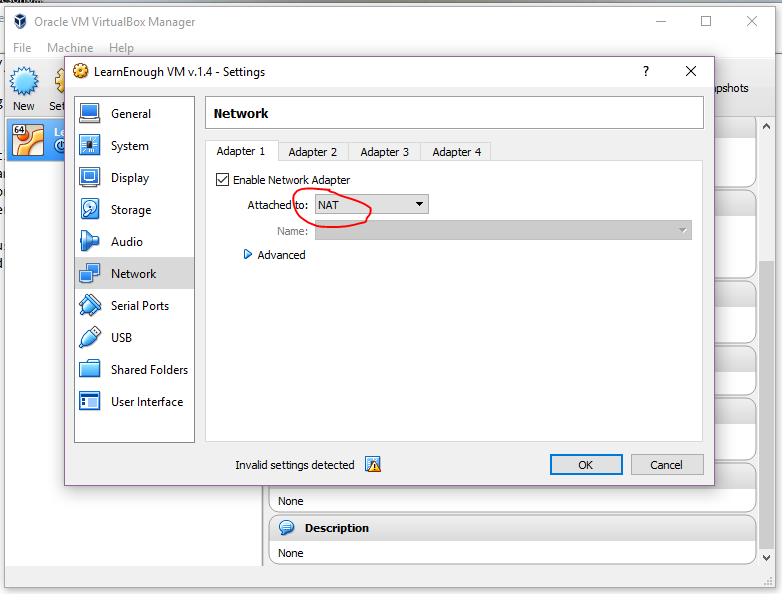 Oracle VM VirtualBox Manager
File Machine Help
LearnEnough VM v.1.4 - Settings
?
New
Set
pshots
64
Le
General
System
Display
Storage
Audio
Network
Serial Ports
USB
Shared Folders
User Interface
Network
Adapter 1 Adapter 2 Adapter 3 Adapter 4
Enable Network Adapter
Attached to: NAT
Name:
Advanced
Invalid settings detected
OK Cancel
None
Description
None